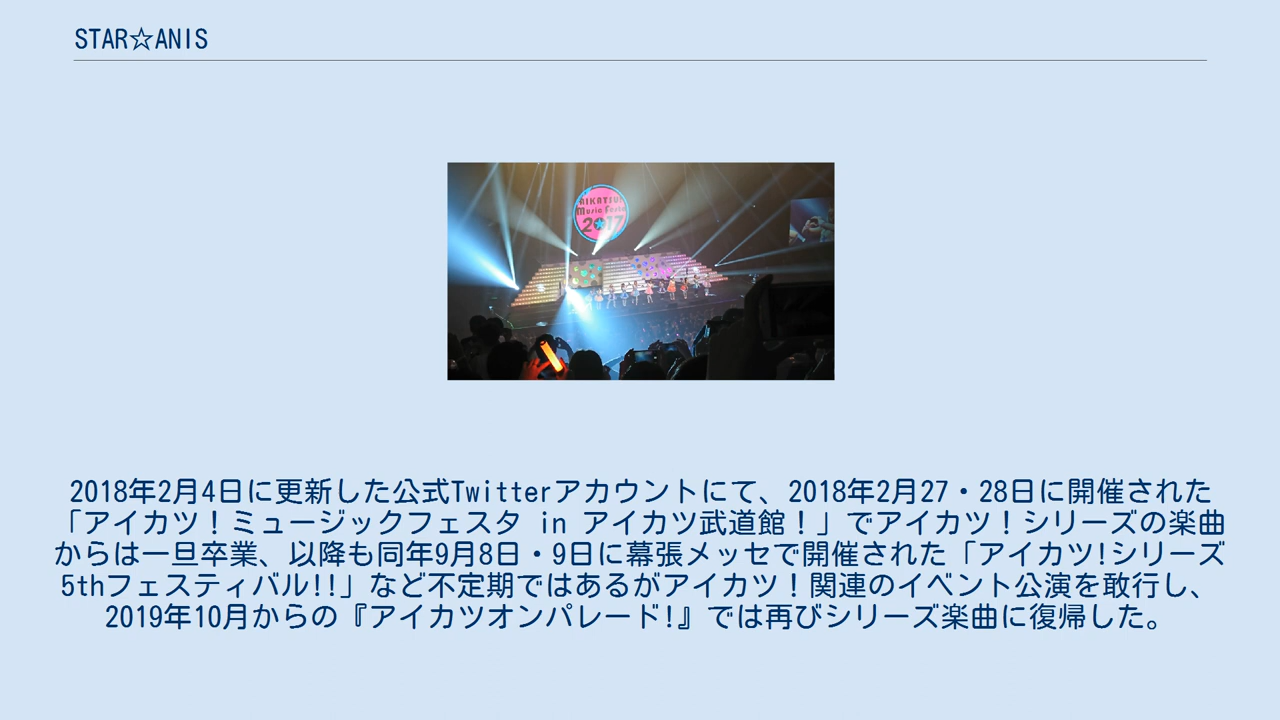 STAR☆ANIS
AIKATSU!
Music Festa
2017
2018年2月4日に更新した公式Twitterアカウントにて、2018年2月27・28日に開催された
「アイカツ！ミュージックフェスタ in アイカツ武道館！」でアイカツ！シリーズの楽曲
からは一旦卒業、以降も同年9月8日・9日に幕張メッセで開催された「アイカツ!シリーズ
5thフェスティバル!!」など不定期ではあるがアイカツ！関連のイベント公演を敢行し、
2019年10月からの『アイカツオンパレード!』では再びシリーズ楽曲に復帰した。